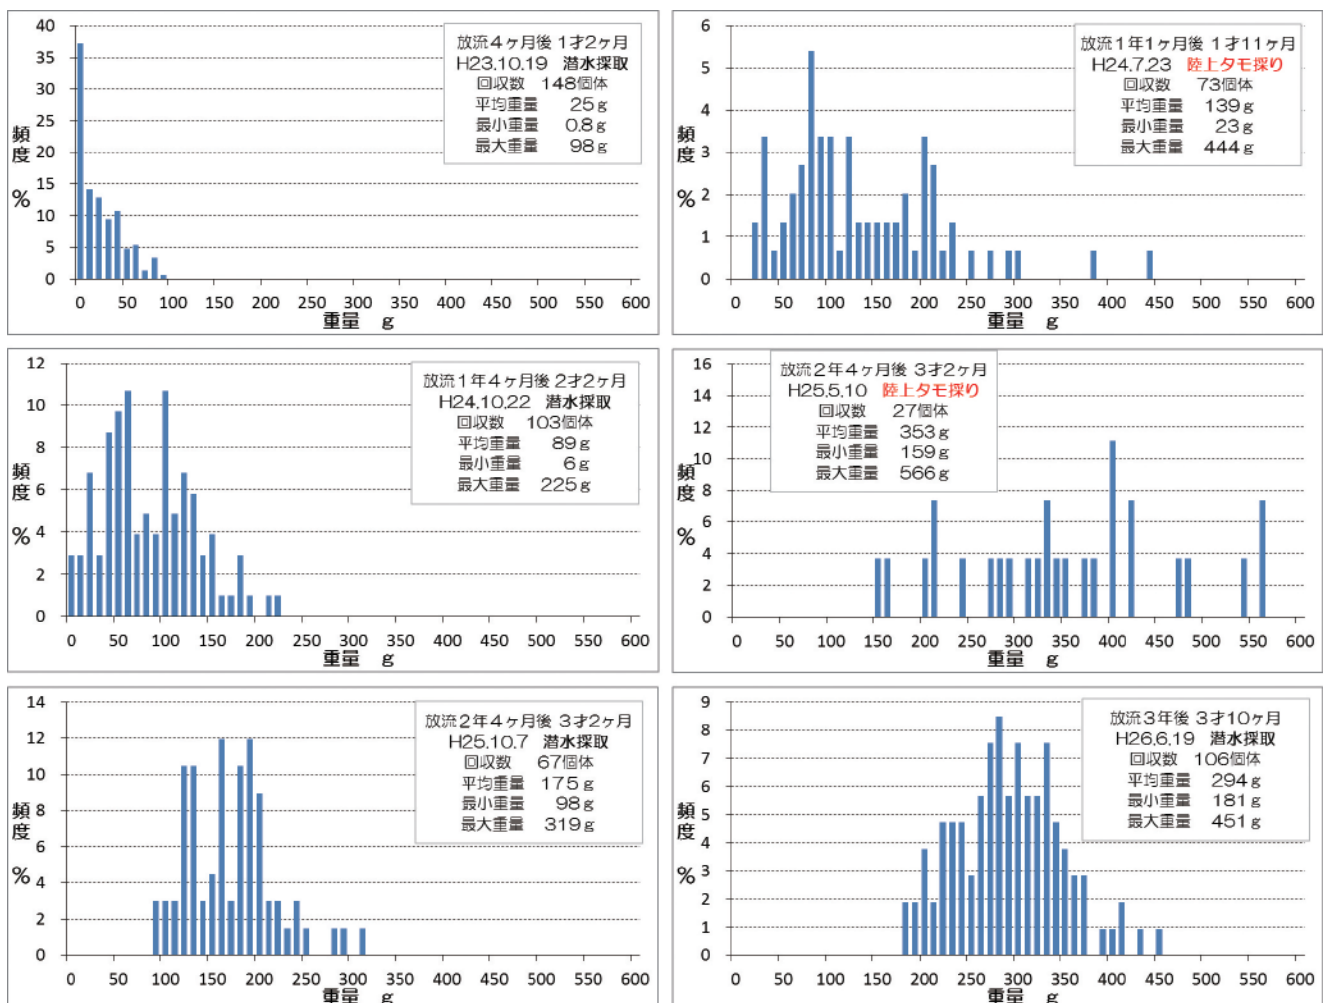 40
35
30
25
20
15
10
5
0
頻度 %
0 50 100 150 200 250 300 350 400 450 500 550 600
重量 g
放流4ヶ月後 1才2ヶ月
H23.10.19 潜水採取
回収数 148個体
平均重量 25g
最小重量 0.8g
最大重量 98g
6
5
4
3
2
1
0
頻度 %
0 50 100 150 200 250 300 350 400 450 500 550 600
重量 g
放流1年1ヶ月後 1才11ヶ月
H24.7.23 陸上タモ採り
回収数 73個体
平均重量 139g
最小重量 23g
最大重量 444g
12
10
8
6
4
2
0
頻度 %
0 50 100 150 200 250 300 350 400 450 500 550 600
重量 g
放流1年4ヶ月後 2才2ヶ月
H24.10.22 潜水採取
回収数 103個体
平均重量 89g
最小重量 6g
最大重量 225g
16
14
12
10
8
6
4
2
0
頻度 %
0 50 100 150 200 250 300 350 400 450 500 550 600
重量 g
放流2年4ヶ月後 3才2ヶ月
H25.5.10 陸上タモ採り
回収数 27個体
平均重量 353g
最小重量 159g
最大重量 566g
14
12
10
8
6
4
2
0
頻度 %
0 50 100 150 200 250 300 350 400 450 500 550 600
重量 g
放流2年4ヶ月後 3才2ヶ月
H25.10.7 潜水採取
回収数 67個体
平均重量 175g
最小重量 98g
最大重量 319g
9
8
7
6
5
4
3
2
1
0
頻度 %
0 50 100 150 200 250 300 350 400 450 500 550 600
重量 g
放流3年後 3才10ヶ月
H26.6.19 潜水採取
回収数 106個体
平均重量 294g
最小重量 181g
最大重量 451g